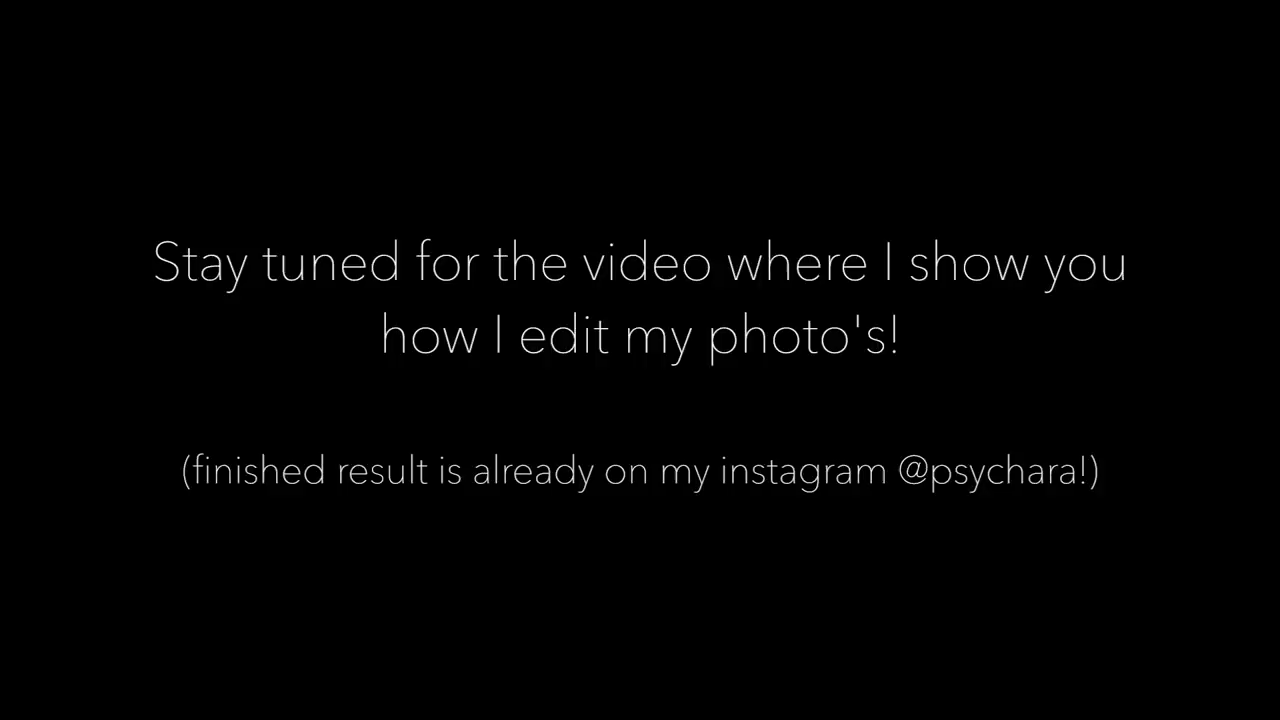 Stay tuned for the video where I show you
how I edit my photo's!
(finished result is already on my instagram @psychara!)